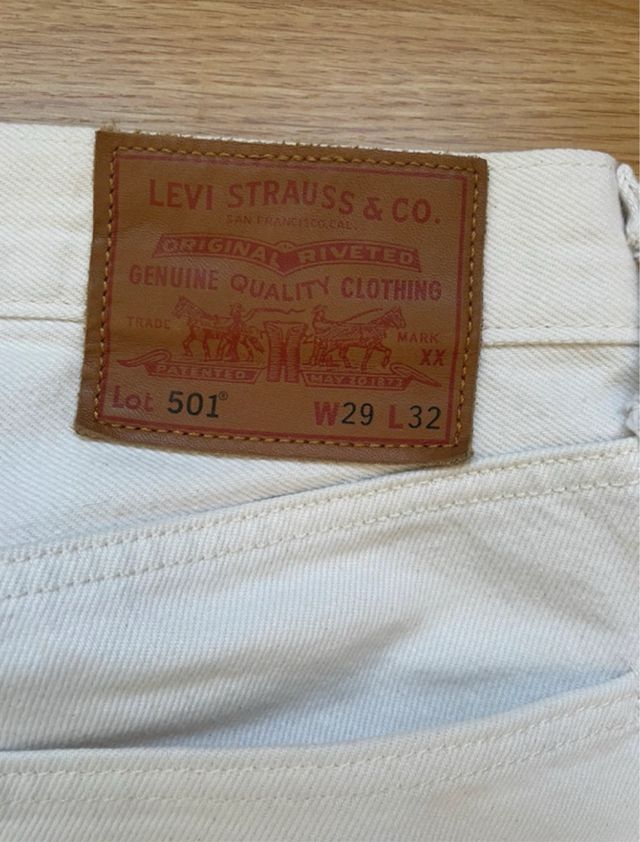 LEVI STRAUSS & CO.
SAN FRANCISCO, CAL.
ORIGINAL RIVETED
GENUINE QUALITY CLOTHING
TRADE MARK
XX
PATENTED MAY 20 1873
Lot 501® W29 L32